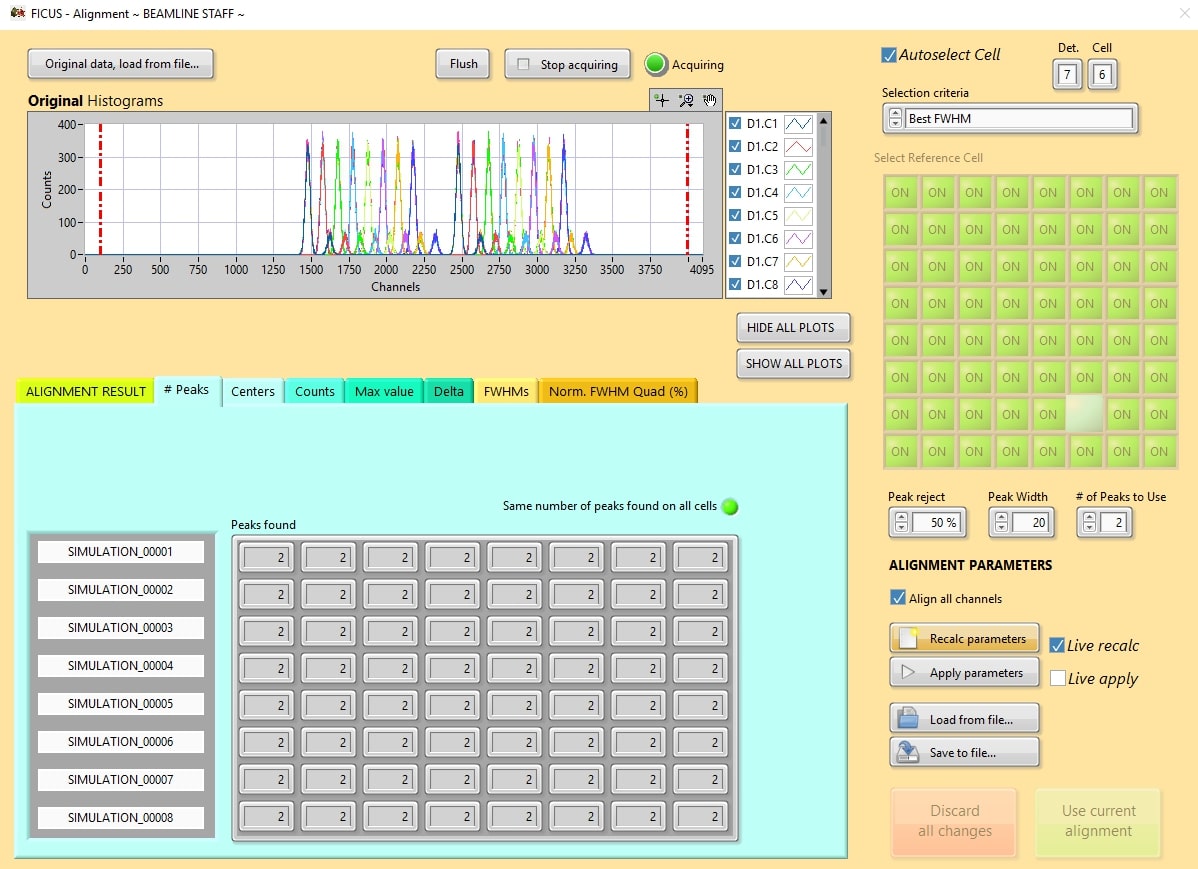 FICUS - Alignment ~ BEAMLINE STAFF ~
Original data, load from file...
Flush
Stop acquiring
Acquiring
Original Histograms
Counts
400
300
200
100
0
0 250 500 750 1000 1250 1500 1750 2000 2250 2500 2750 3000 3250 3500 3750 4095
Channels
D1.C1
D1.C2
D1.C3
D1.C4
D1.C5
D1.C6
D1.C7
D1.C8
HIDE ALL PLOTS
SHOW ALL PLOTS
Autoselect Cell
Det. Cell
7 6
Selection criteria
Best FWHM
Select Reference Cell
ON ON ON ON ON ON ON ON
ON ON ON ON ON ON ON ON
ON ON ON ON ON ON ON ON
ON ON ON ON ON ON ON ON
ON ON ON ON ON ON ON ON
ON ON ON ON ON ON ON ON
ON ON ON ON ON ON ON
ON ON ON ON ON ON ON ON
ALIGNMENT RESULT # Peaks Centers Counts Max value Delta FWHMs Norm. FWHM Quad (%)
Same number of peaks found on all cells
Peaks found
SIMULATION_00001 2 2 2 2 2 2 2 2
SIMULATION_00002 2 2 2 2 2 2 2 2
SIMULATION_00003 2 2 2 2 2 2 2 2
SIMULATION_00004 2 2 2 2 2 2 2 2
SIMULATION_00005 2 2 2 2 2 2 2 2
SIMULATION_00006 2 2 2 2 2 2 2 2
SIMULATION_00007 2 2 2 2 2 2 2 2
SIMULATION_00008 2 2 2 2 2 2 2 2
Peak reject Peak Width # of Peaks to Use
50 % 20 2
ALIGNMENT PARAMETERS
Align all channels
Recalc parameters
Live recalc
Apply parameters
Live apply
Load from file...
Save to file...
Discard
all changes
Use current
alignment